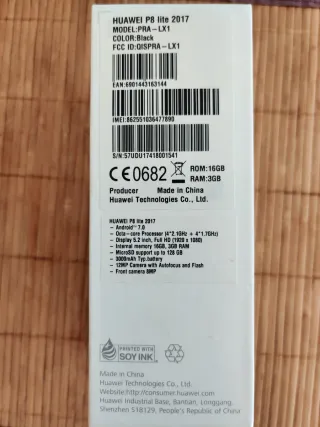 HUAWEI P8 lite 2017
MODEL:PRA-LX1
COLOR:Black
FCC ID:QISPRA-LX1
EAN:6901443163144
IMEI:862551036477890
S/N:S7UDU17418001541
CE0682
ROM:16GB
RAM:3GB
Producer Made in China
Huawei Technologies Co., Ltd.
HUAWEI P8 lite 2017
- Android™ 7.0
- Octa-core Processor (4*2.1GHz + 4*1.7GHz)
- Display 5.2 inch, Full HD (1920 x 1080)
- Internal memory 16GB, 3GB RAM
- MicroSD support up to 128 GB
- 3000mAh Typ.battery
- 12MP Camera with Autofocus and Flash
- Front camera 8MP
PRINTED WITH
SOY INK
Made in China
Huawei Technologies Co., Ltd.
Website:http://consumer.huawei.com
Huawei Industrial Base, Bantian, Longgang,
Shenzhen 518129, People's Republic of China